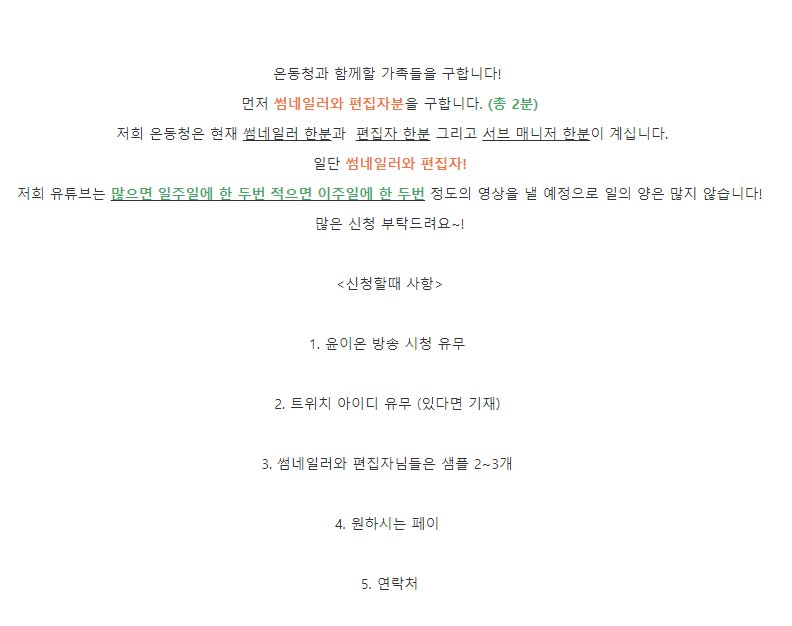 온동청과 함께할 가족들을 구합니다!
먼저 썸네일러와 편집자분을 구합니다. (총 2분)
저희 온동청은 현재 썸네일러 한분과 편집자 한분 그리고 서브 매니저 한분이 계십니다.
일단 썸네일러와 편집자!
저희 유튜브는 많으면 일주일에 한 두번 적으면 이주일에 한 두번 정도의 영상을 낼 예정으로 일의 양은 많지 않습니다!
많은 신청 부탁드려요~!
<신청할때 사항>
1. 윤이온 방송 시청 유무
2. 트위치 아이디 유무 (있다면 기재)
3. 썸네일러와 편집자님들은 샘플 2~3개
4. 원하시는 페이
5. 연락처